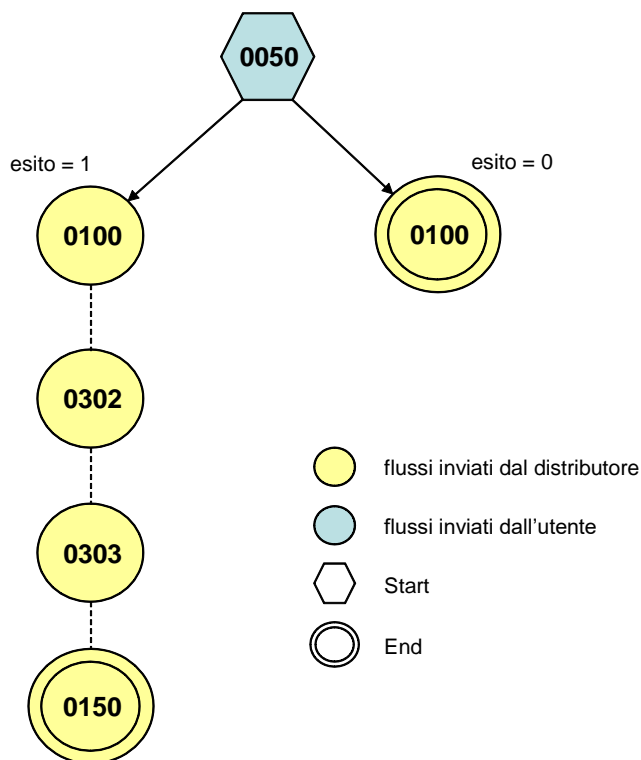 0050
esito = 1
esito = 0
0100
0100
0302
0303
0150
flussi inviati dal distributore
flussi inviati dall'utente
Start
End